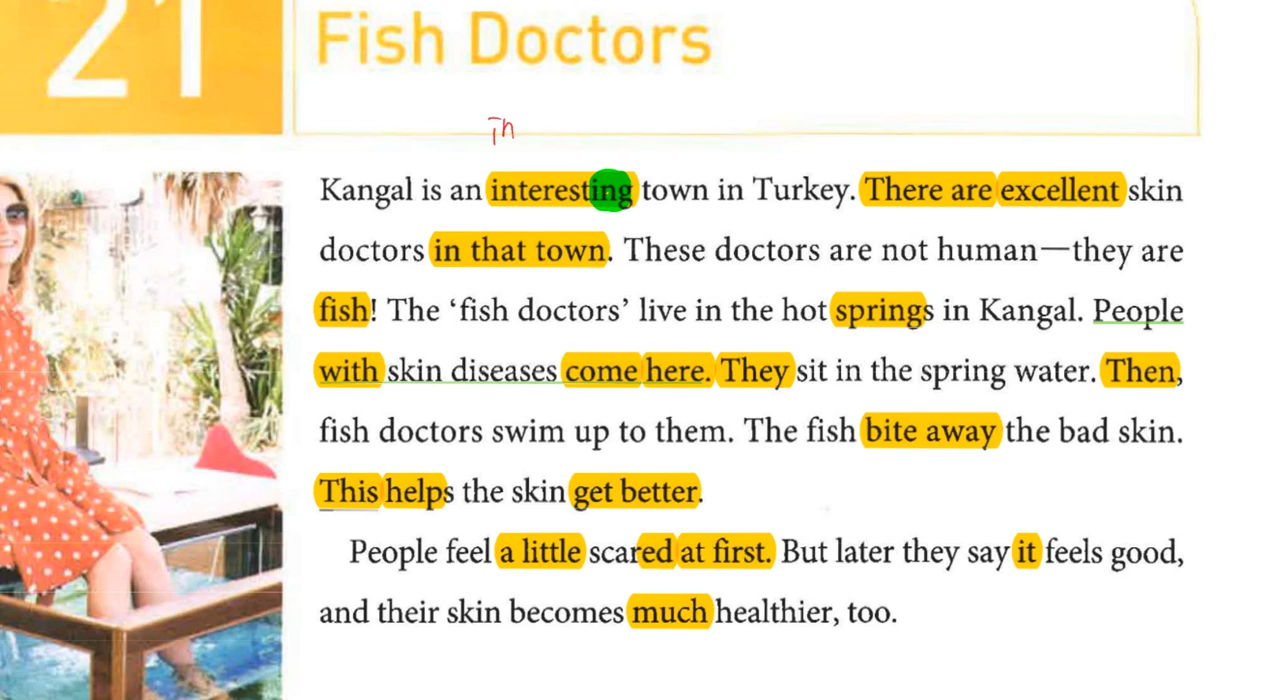 21
Fish Doctors
in
Kangal is an interesting town in Turkey. There are excellent skin
doctors in that town. These doctors are not human—they are
fish! The ‘fish doctors’ live in the hot springs in Kangal. People
with skin diseases come here. They sit in the spring water. Then,
fish doctors swim up to them. The fish bite away the bad skin.
This helps the skin get better.
People feel a little scared at first. But later they say it feels good,
and their skin becomes much healthier, too.